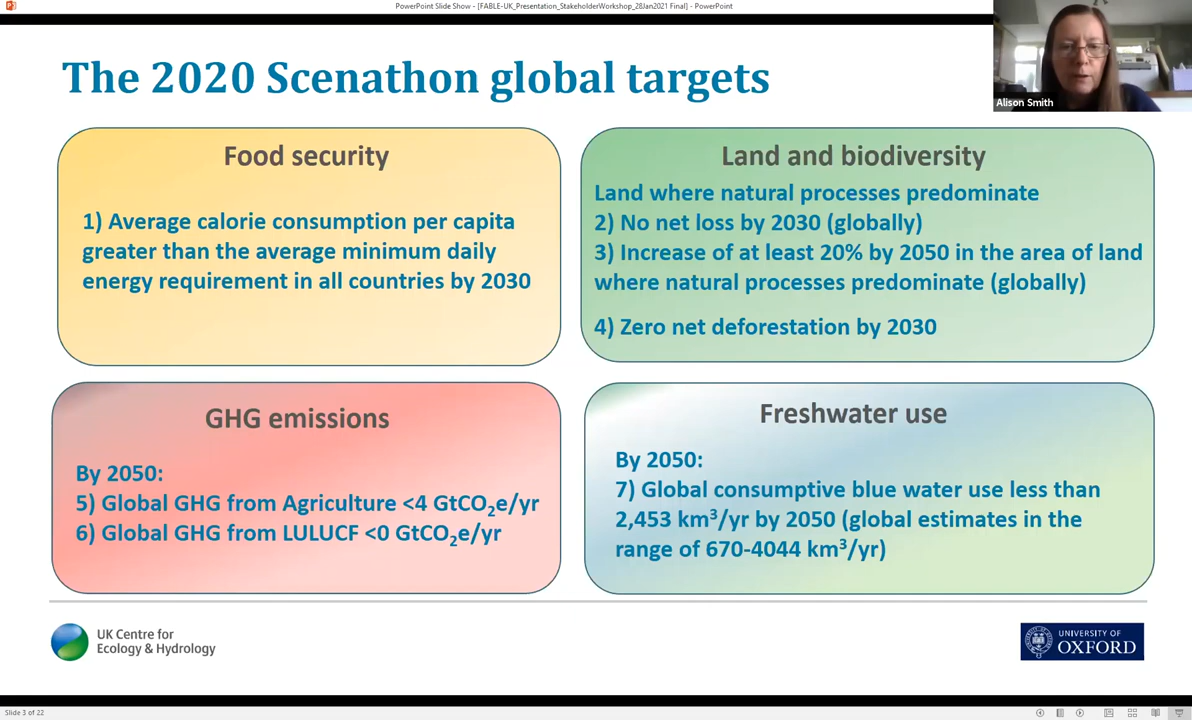 PowerPoint Slide Show - [FABLE-UK_Presentation_StakeholderWorkshop_28Jan2021 Final] - PowerPoint
The 2020 Scenathon global targets
Alison Smith
Food security
1) Average calorie consumption per capita
greater than the average minimum daily
energy requirement in all countries by 2030
Land and biodiversity
Land where natural processes predominate
2) No net loss by 2030 (globally)
3) Increase of at least 20% by 2050 in the area of land
where natural processes predominate (globally)
4) Zero net deforestation by 2030
GHG emissions
By 2050:
5) Global GHG from Agriculture <4 GtCO₂e/yr
6) Global GHG from LULUCF <0 GtCO₂e/yr
Freshwater use
By 2050:
7) Global consumptive blue water use less than
2,453 km³/yr by 2050 (global estimates in the
range of 670-4044 km³/yr)
UK Centre for
Ecology & Hydrology
UNIVERSITY OF
OXFORD
Slide 3 of 22